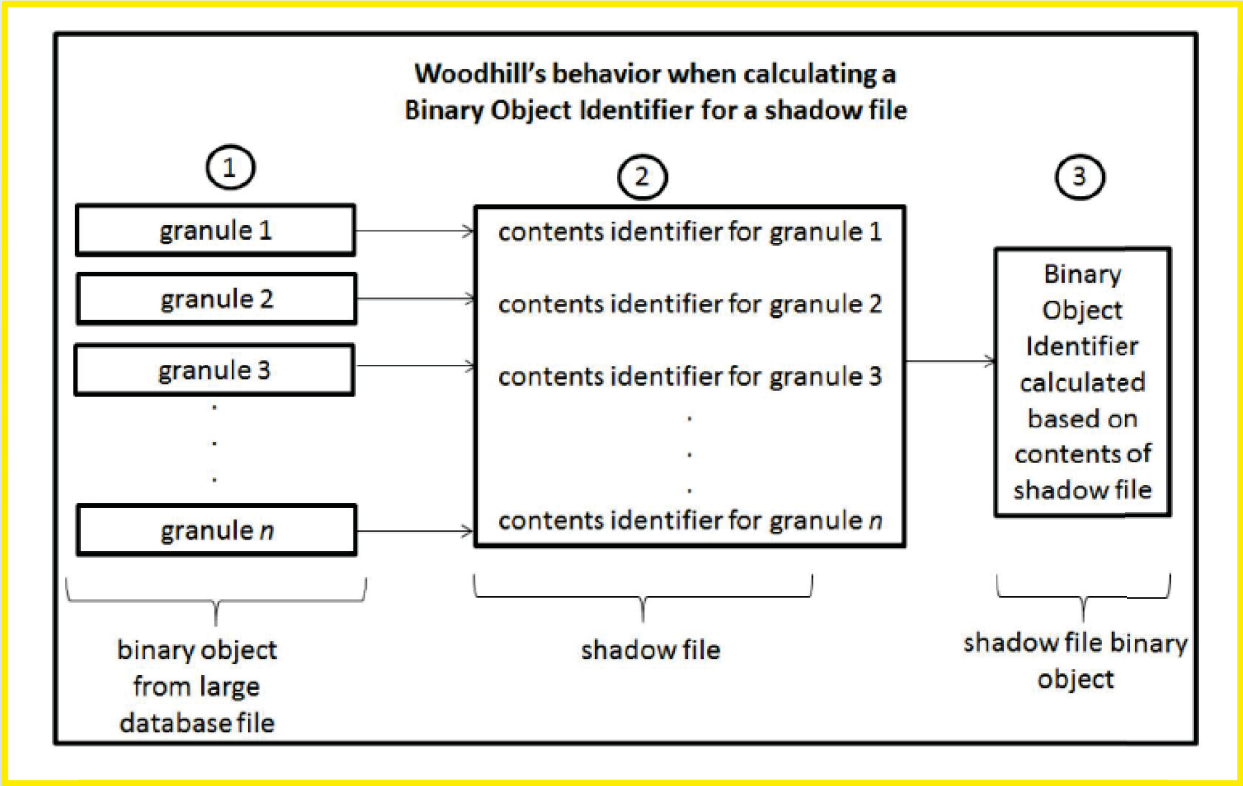 Woodhill’s behavior when calculating a
Binary Object Identifier for a shadow file
1
2
3
granule 1
granule 2
granule 3
.
.
.
granule n
contents identifier for granule 1
contents identifier for granule 2
contents identifier for granule 3
.
.
.
contents identifier for granule n
Binary
Object
Identifier
calculated
based on
contents of
shadow file
binary object
from large
database file
shadow file
shadow file binary
object